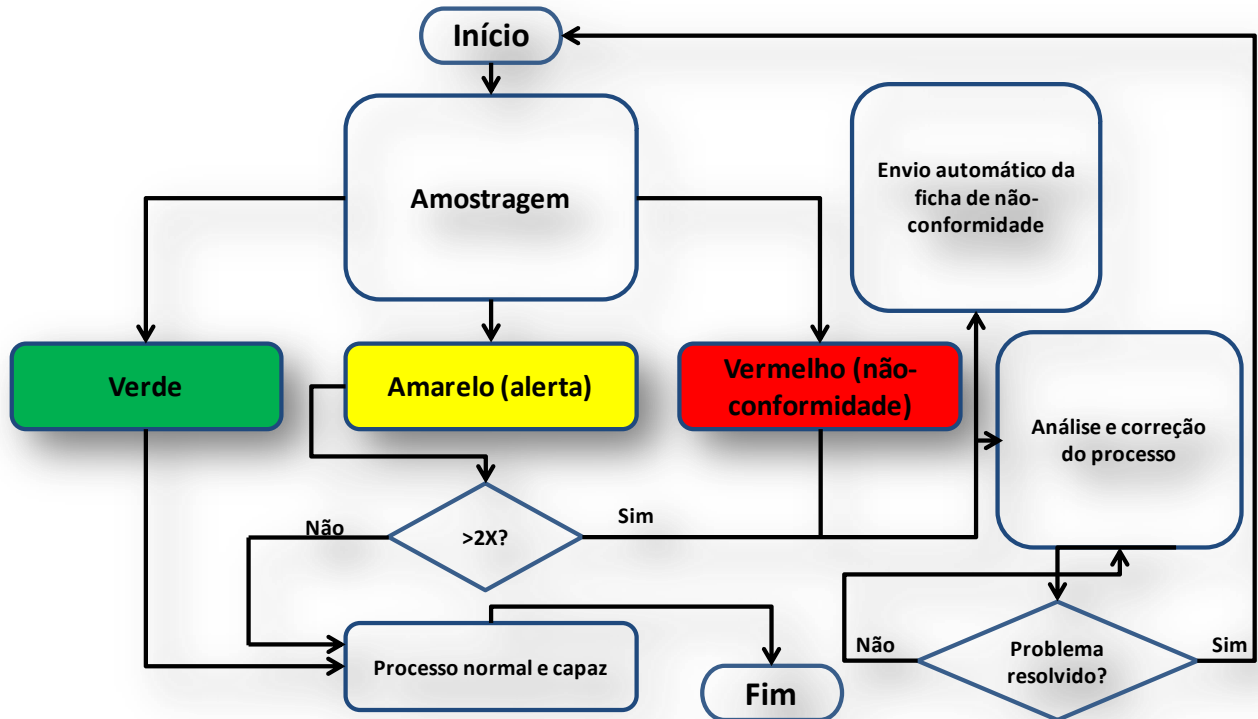 Início
Amostragem
Envio automático da
ficha de não-
conformidade
Verde
Amarelo (alerta)
Vermelho (não-
conformidade)
Análise e correção
do processo
Não
>2X?
Sim
Processo normal e capaz
Fim
Não
Problema
resolvido?
Sim